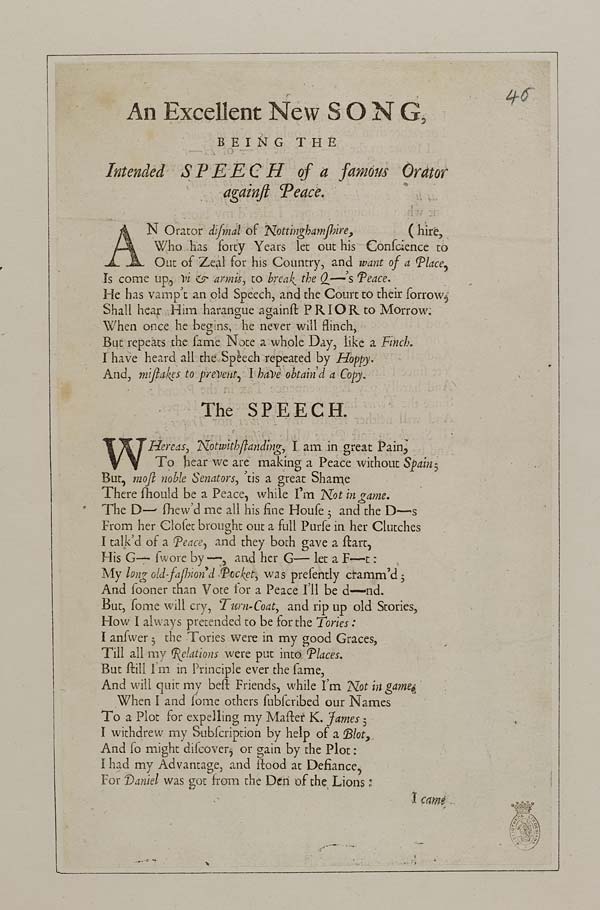 46
An Excellent New SONG,
BEING THE
Intended SPEECH of a famous Orator
againſt Peace.
AN Orator diſmal of Nottinghamſhire, (hire,
Who has forty Years let out his Conſcience to
Out of Zeal for his Country, and want of a Place,
Is come up, vi & armis, to break the Q—'s Peace.
He has vamp't an old Speech, and the Court to their ſorrow,
Shall hear Him harangue againſt PRIOR to Morrow.
When once he begins, he never will flinch,
But repeats the ſame Note a whole Day, like a Finch.
I have heard all the Speech repeated by Hoppy.
And, miſtakes to prevent, I have obtain'd a Copy.
The SPEECH.
WHereas, Notwithſtanding, I am in great Pain,
To hear we are making a Peace without Spain;
But, moſt noble Senators, 'tis a great Shame
There ſhould be a Peace, while I'm Not in game.
The D— ſhew'd me all his fine Houſe; and the D—s
From her Cloſet brought out a full Purſe in her Clutches
I talk'd of a Peace, and they both gave a ſtart,
His G— ſwore by —, and her G— let a F—t:
My long old-faſhion'd Pocket, was preſently cramm'd;
And ſooner than Vote for a Peace I'll be d—nd.
But, ſome will cry, Turn-Coat, and rip up old Stories,
How I always pretended to be for the Tories:
I anſwer; the Tories were in my good Graces,
Till all my Relations were put into Places.
But ſtill I'm in Principle ever the ſame,
And will quit my beſt Friends, while I'm Not in game.
When I and ſome others ſubſcribed our Names
To a Plot for expelling my Maſter K. James;
I withdrew my Subſcription by help of a Blot,
And ſo might diſcover, or gain by the Plot:
I had my Advantage, and ſtood at Defiance,
For Daniel was got from the Den of the Lions:
I came